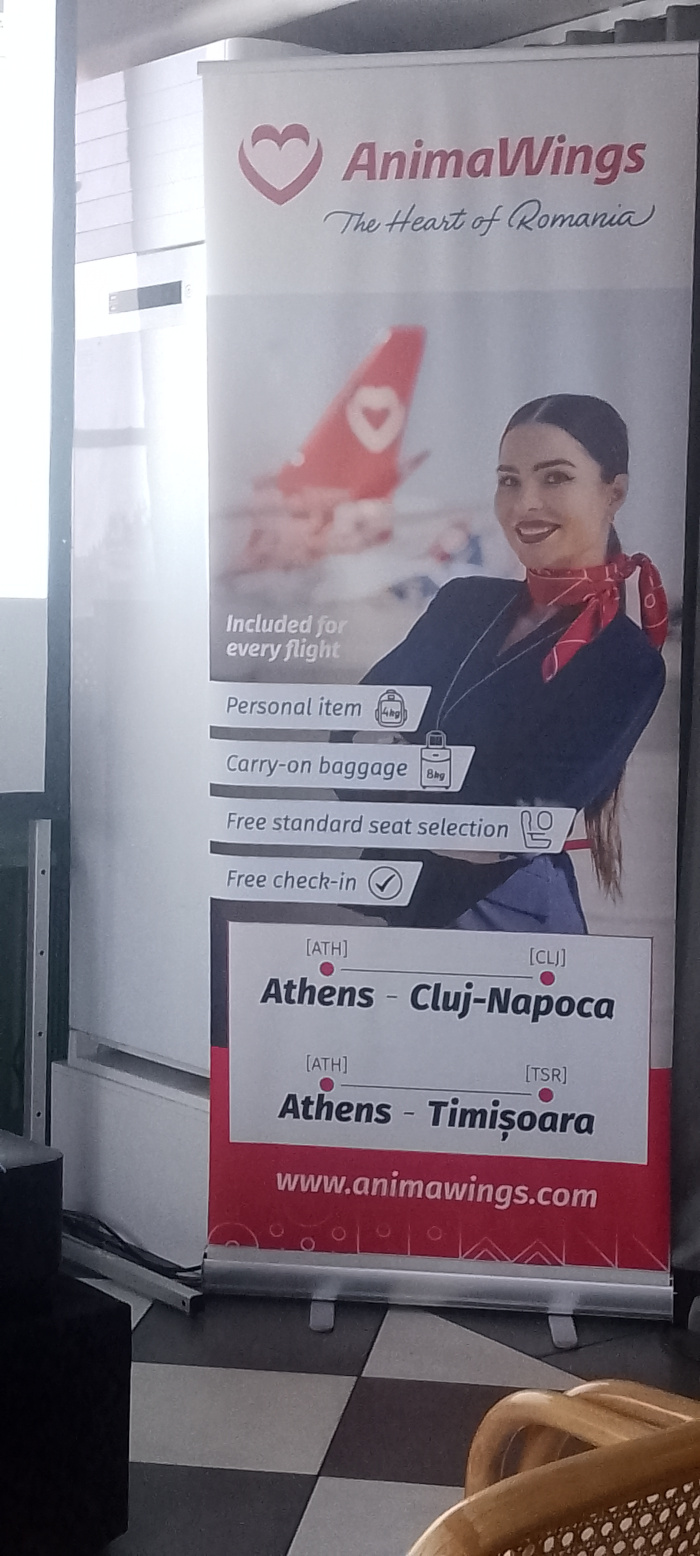 AnimaWings
The Heart of Romania
Included for
every flight
Personal item
4kg
Carry-on baggage
8kg
Free standard seat selection
Free check-in
[ATH] [CLJ]
Athens - Cluj-Napoca
[ATH] [TSR]
Athens - Timișoara
www.animawings.com